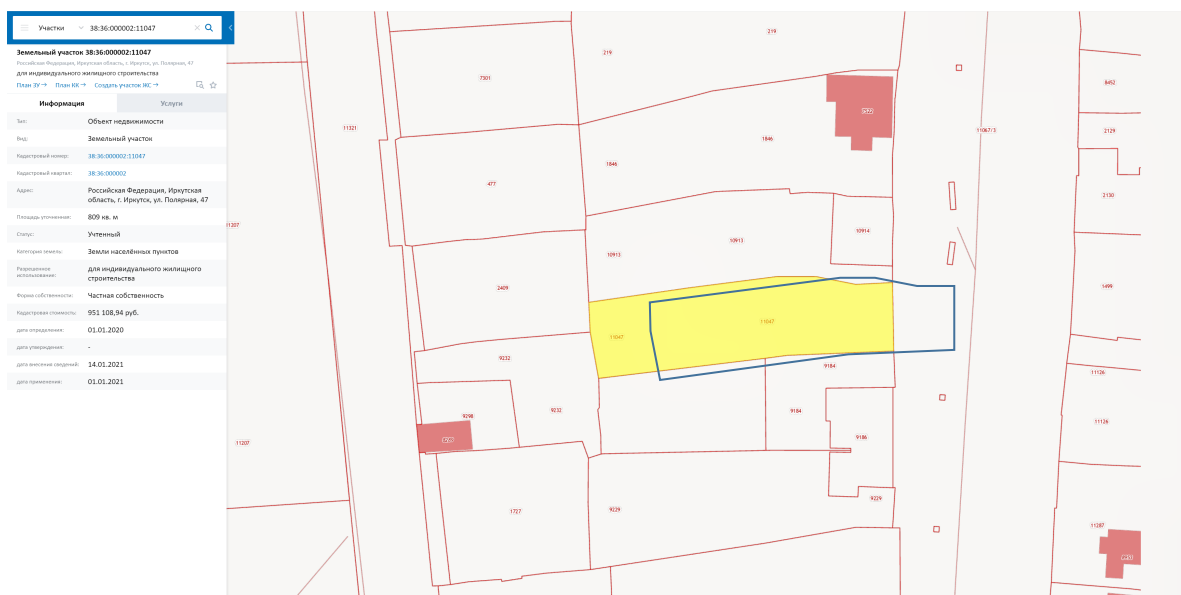 Участки
38:36:000002:11047
Земельный участок 38:36:000002:11047
Российская Федерация, Иркутская область, г. Иркутск, ул. Полярная, 47
для индивидуального жилищного строительства
План ЗУ → План КК → Создать участок ЖС →
Информация Услуги
Тип: Объект недвижимости
Вид: Земельный участок
Кадастровый номер: 38:36:000002:11047
Кадастровый квартал: 38:36:000002
Адрес: Российская Федерация, Иркутская
область, г. Иркутск, ул. Полярная, 47
Площадь уточненная: 809 кв. м
Статус: Учтенный
Категория земель: Земли населённых пунктов
Разрешенное использование: для индивидуального жилищного
строительства
Форма собственности: Частная собственность
Кадастровая стоимость: 951 108,94 руб.
дата определения: 01.01.2020
дата утверждения: -
дата внесения сведений: 14.01.2021
дата применения: 01.01.2021
219
219
7301
8452
11321
1846
11067/1
2129
1846
477
2130
11207
10914
10913
10913
2409
1499
11047
11047
9232
9184
11126
9232
9184
9298
11126
9186
11207
9229
1727
9229
11287